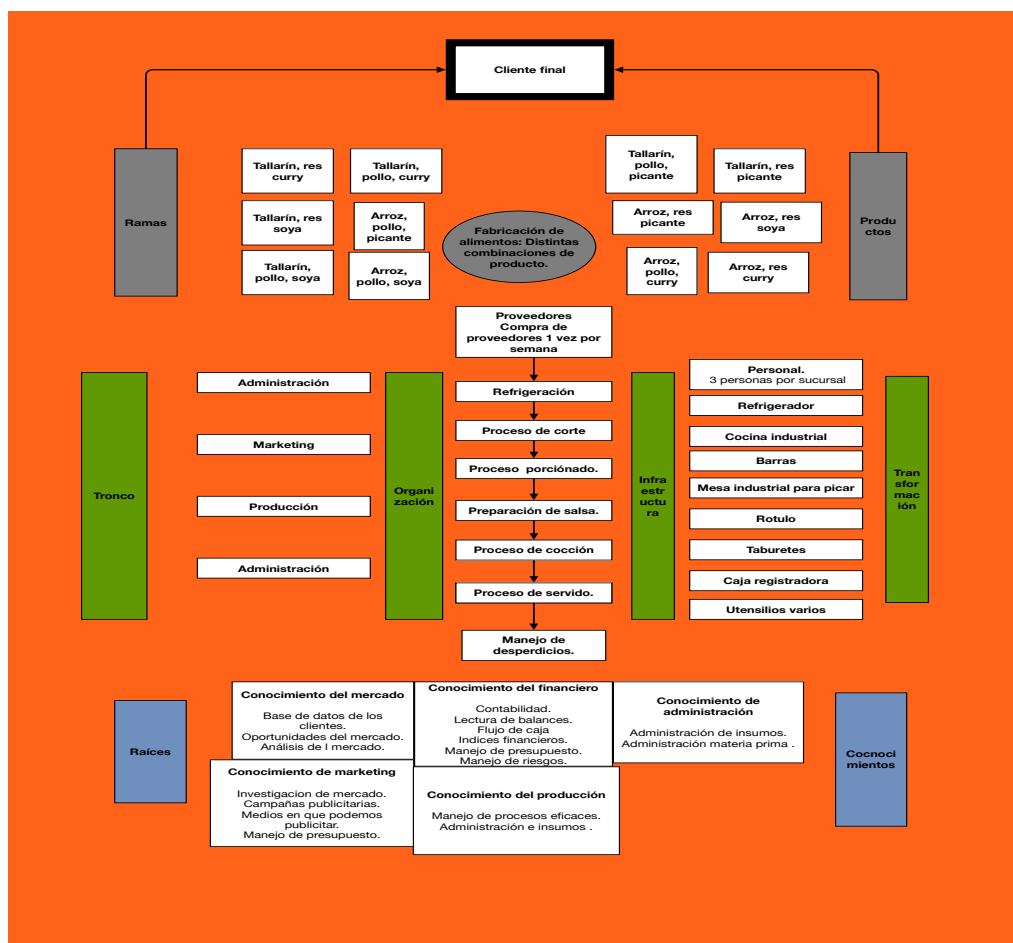 Cliente final
Ramas
Tallarín, res
curry
Tallarín,
pollo, curry
Tallarín, res
soya
Arroz,
pollo,
picante
Tallarín,
pollo, soya
Arroz,
pollo, soya
Fabricación de
alimentos: Distintas
combinaciones de
producto.
Tallarín,
pollo,
picante
Tallarín, res
picante
Arroz, res
picante
Arroz, res
soya
Arroz,
pollo,
curry
Arroz, res
curry
Produ
ctos
Tronco
Administración
Marketing
Producción
Administración
Organi
zación
Proveedores
Compra de
proveedores 1 vez por
semana
Refrigeración
Proceso de corte
Proceso porciónado.
Preparación de salsa.
Proceso de cocción
Proceso de servido.
Manejo de
desperdicios.
Infra
estr
uctu
ra
Personal.
3 personas por sucursal
Refrigerador
Cocina industrial
Barras
Mesa industrial para picar
Rotulo
Taburetes
Caja registradora
Utensilios varios
Tran
sfor
mac
ión
Raíces
Conocimiento del mercado
Base de datos de los
clientes.
Oportunidades del mercado.
Análisis de l mercado.
Conocimiento del financiero
Contabilidad.
Lectura de balances.
Flujo de caja
Indices financieros.
Manejo de presupuesto.
Manejo de riesgos.
Conocimiento de
administración
Administración de insumos.
Administración materia prima .
Conocimiento de marketing
Investigacion de mercado.
Campañas publicitarias.
Medios en que podemos
publicitar.
Manejo de presupuesto.
Conocimiento del producción
Manejo de procesos eficaces.
Administración e insumos .
Cocnoci
mientos